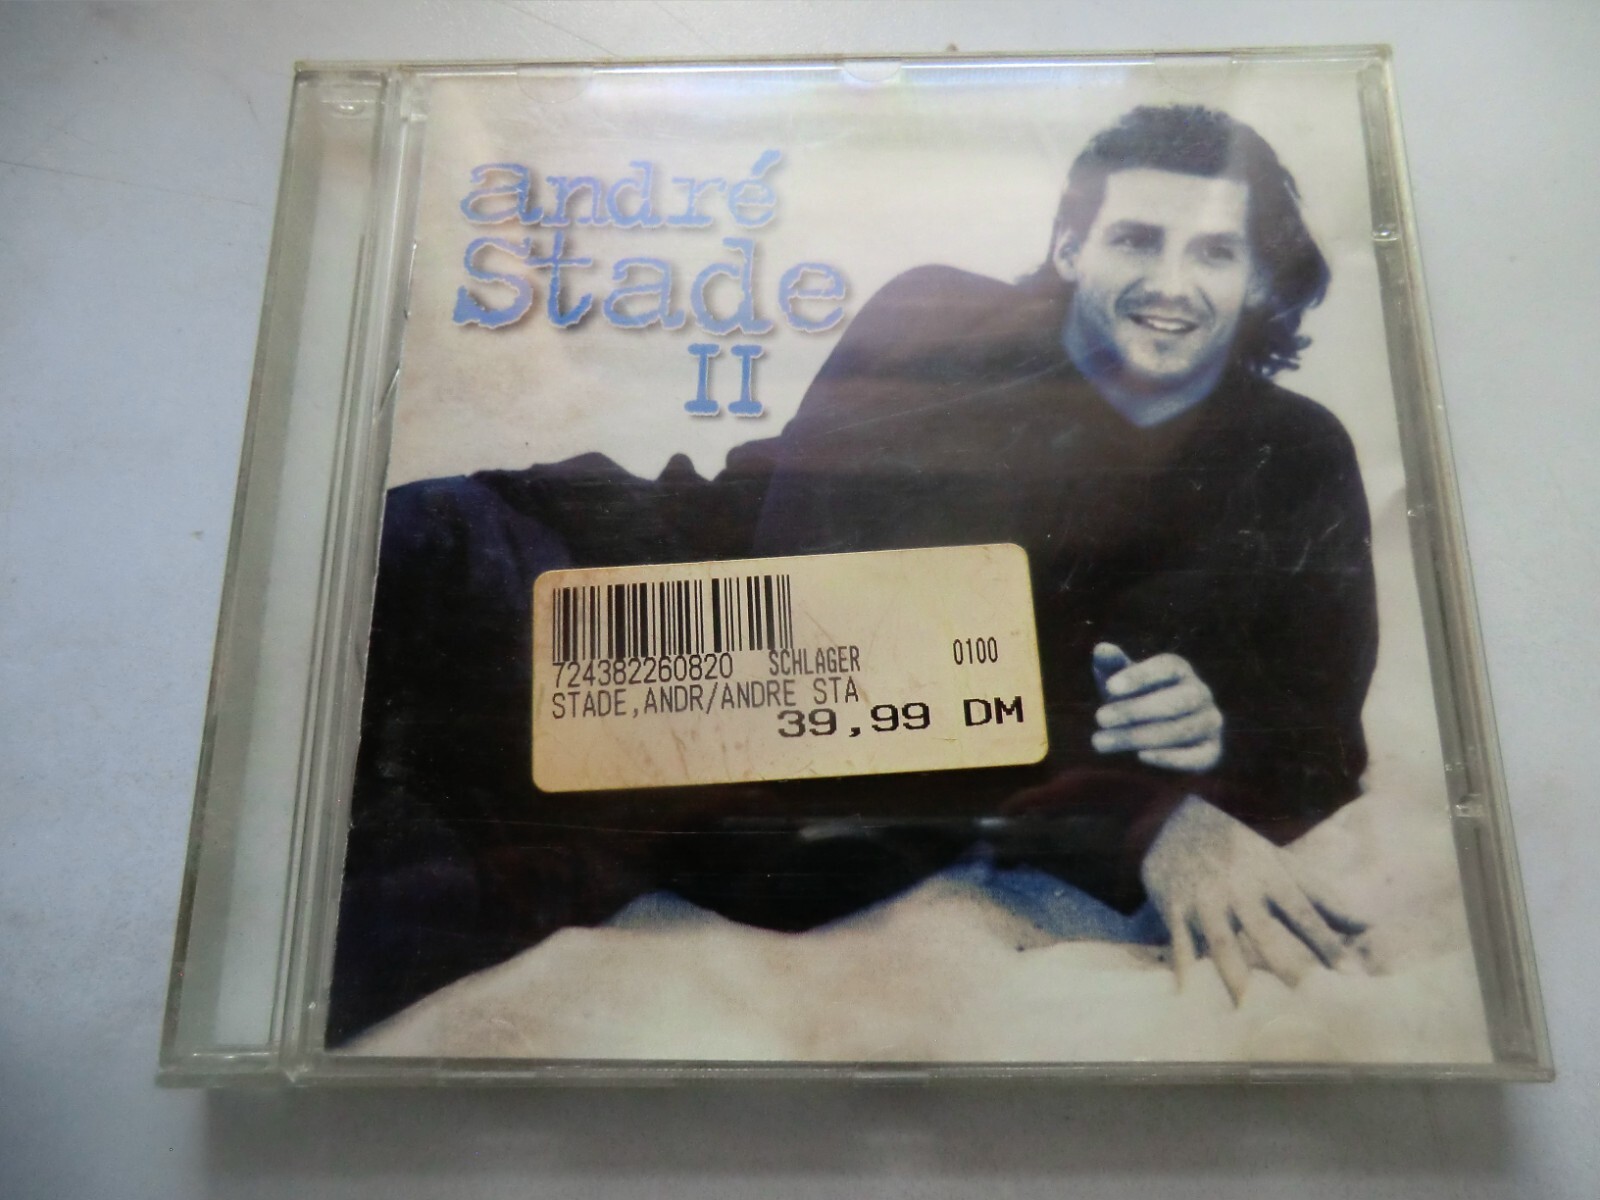 andré
Stade
II
724382260820 SCHLAGER 0100
STADE,ANDR/ANDRE STA
39,99 DM